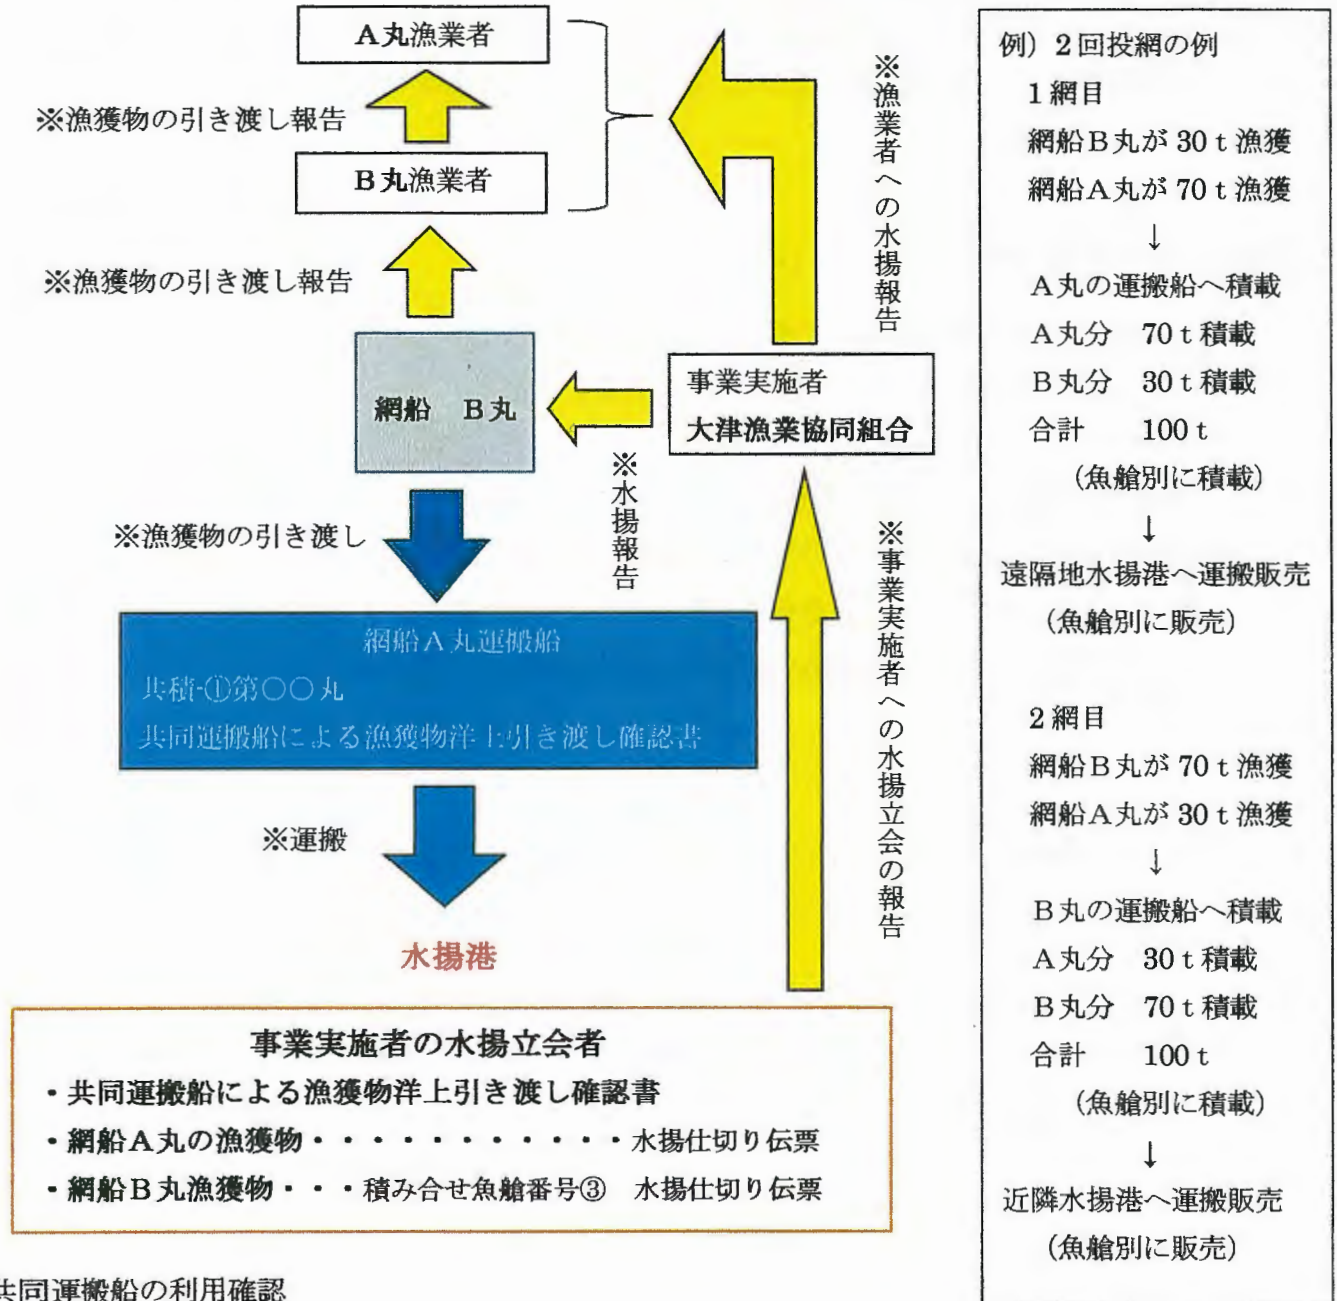 A丸漁業者
※漁獲物の引き渡し報告
B丸漁業者
※漁獲物の引き渡し報告
※漁業者への水揚報告
網船 B丸
事業実施者
大津漁業協同組合
※水揚報告
※漁獲物の引き渡し
網船A丸運搬船
共積-①第○○丸
共同運搬船による漁獲物洋上引き渡し確認書
※事業実施者への水揚立会の報告
※運搬
水揚港
事業実施者の水揚立会者
・共同運搬船による漁獲物洋上引き渡し確認書
・網船A丸の漁獲物・・・・・・・・・・・・水揚仕切り伝票
・網船B丸漁獲物・・・積み合せ魚艙番号③ 水揚仕切り伝票
共同運搬船の利用確認
例）2回投網の例
1網目
網船B丸が 30t漁獲
網船A丸が 70t漁獲
↓
A丸の運搬船へ積載
A丸分 70t積載
B丸分 30t積載
合計 100t
（魚艙別に積載）
↓
遠隔地水揚港へ運搬販売
（魚艙別に販売）
2網目
網船B丸が 70t漁獲
網船A丸が 30t漁獲
↓
B丸の運搬船へ積載
A丸分 30t積載
B丸分 70t積載
合計 100t
（魚艙別に積載）
↓
近隣水揚港へ運搬販売
（魚艙別に販売）